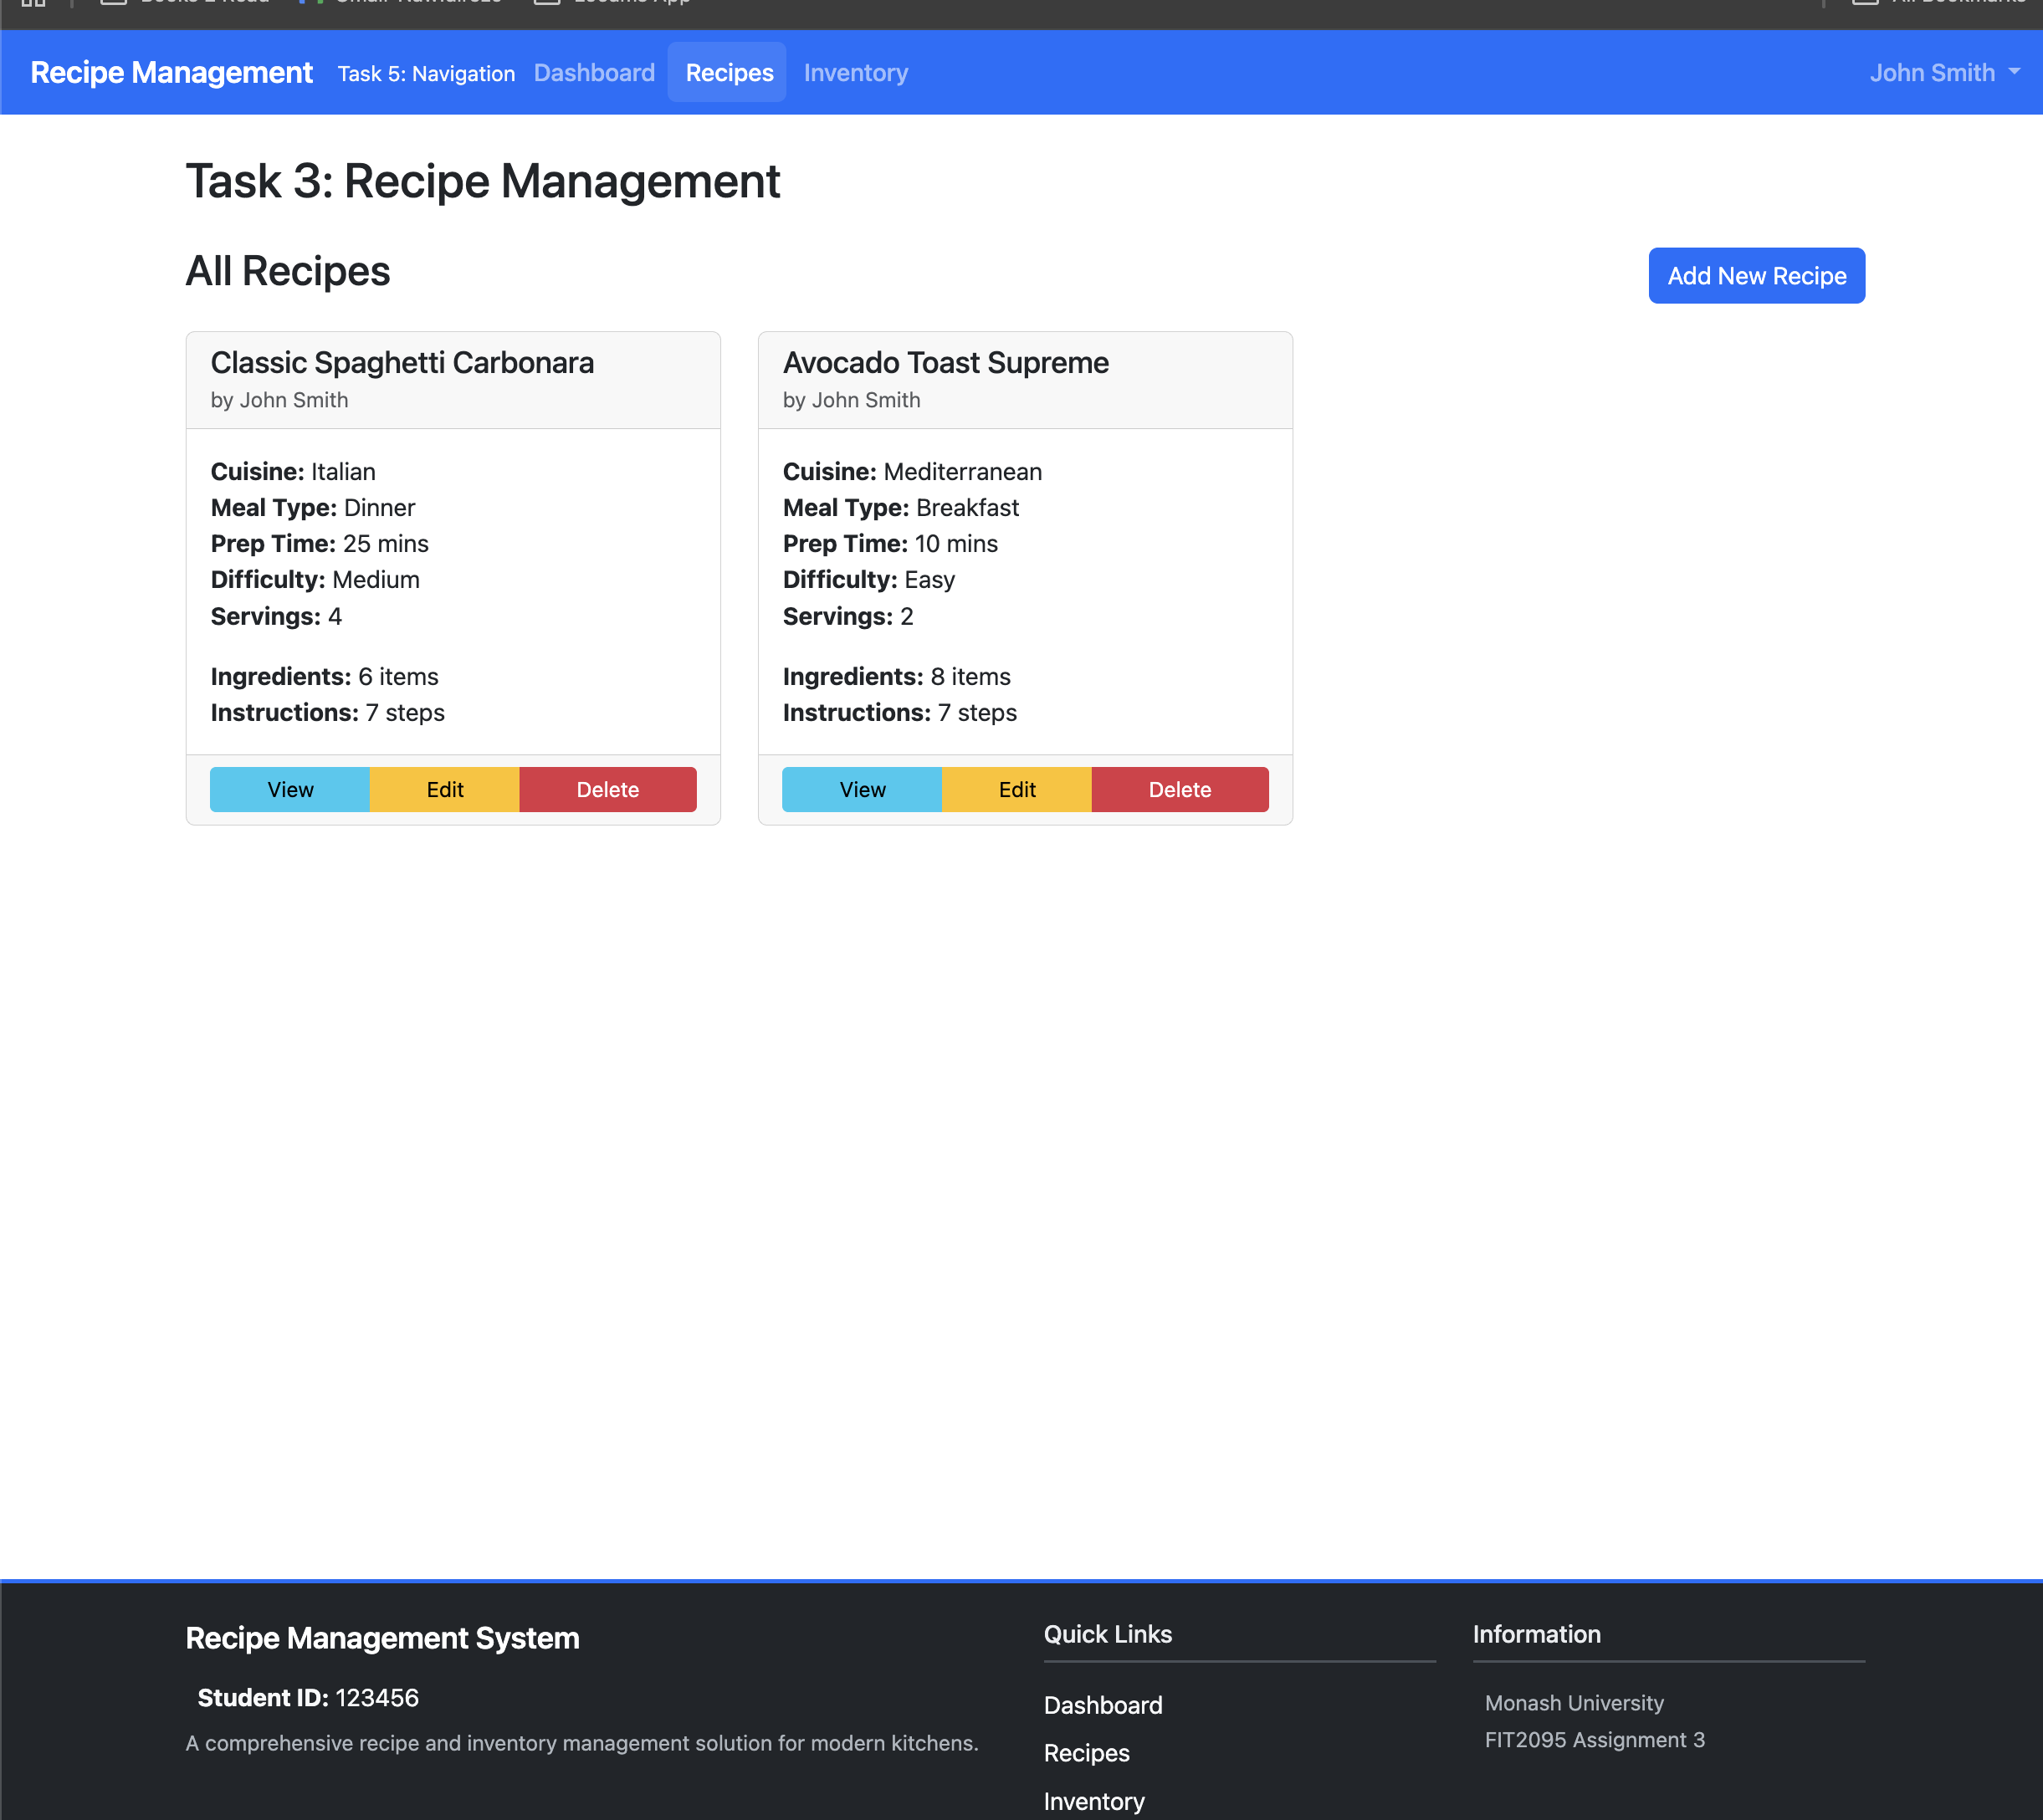 Recipe Management Task 5: Navigation Dashboard Recipes Inventory John Smith
Task 3: Recipe Management
All Recipes
Add New Recipe
Classic Spaghetti Carbonara
by John Smith
Cuisine: Italian
Meal Type: Dinner
Prep Time: 25 mins
Difficulty: Medium
Servings: 4
Ingredients: 6 items
Instructions: 7 steps
View Edit Delete
Avocado Toast Supreme
by John Smith
Cuisine: Mediterranean
Meal Type: Breakfast
Prep Time: 10 mins
Difficulty: Easy
Servings: 2
Ingredients: 8 items
Instructions: 7 steps
View Edit Delete
Recipe Management System
Student ID: 123456
A comprehensive recipe and inventory management solution for modern kitchens.
Quick Links
Dashboard
Recipes
Inventory
Information
Monash University
FIT2095 Assignment 3